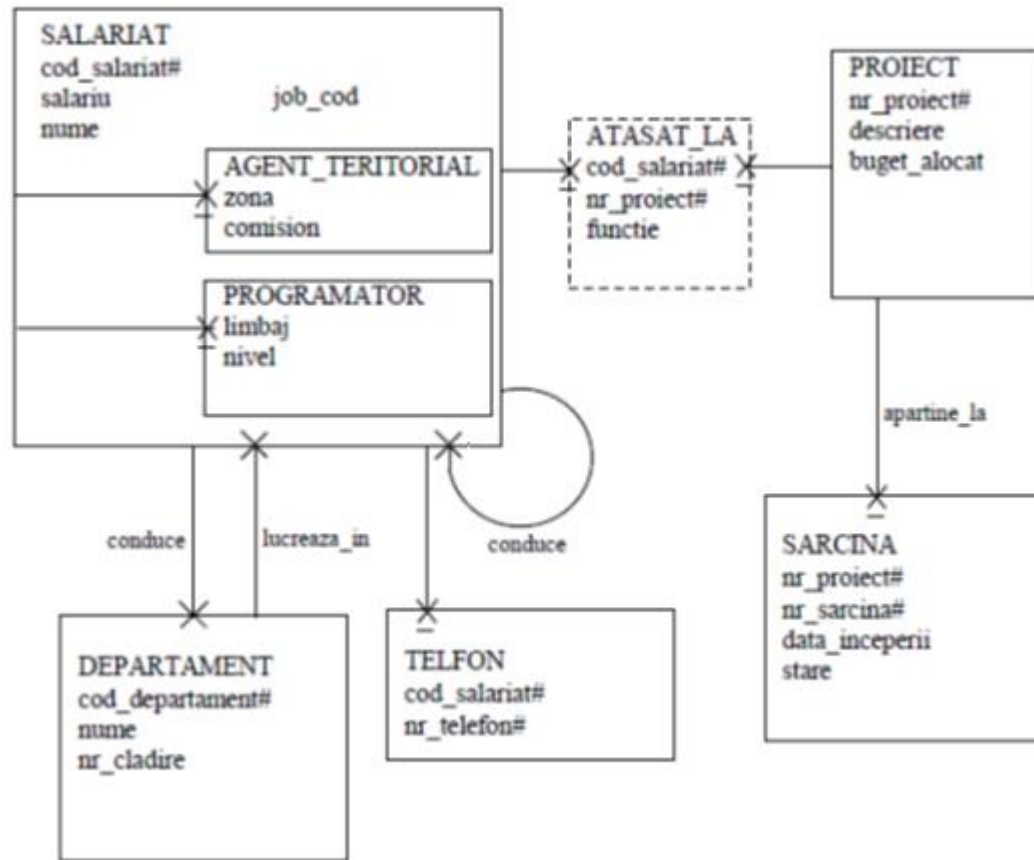 SALARIAT
cod_salariat#
salariu
job_cod
nume
AGENT_TERITORIAL
zona
comision
PROGRAMATOR
limbaj
nivel
ATASAT_LA
cod_salariat#
nr_proiect#
functie
PROIECT
nr_proiect#
descriere
buget_alocat
apartine_la
conduce
lucreaza_in
conduce
SARCINA
nr_proiect#
nr_sarcina#
data_inceperii
stare
DEPARTAMENT
cod_departament#
nume
nr_cladire
TELFON
cod_salariat#
nr_telefon#